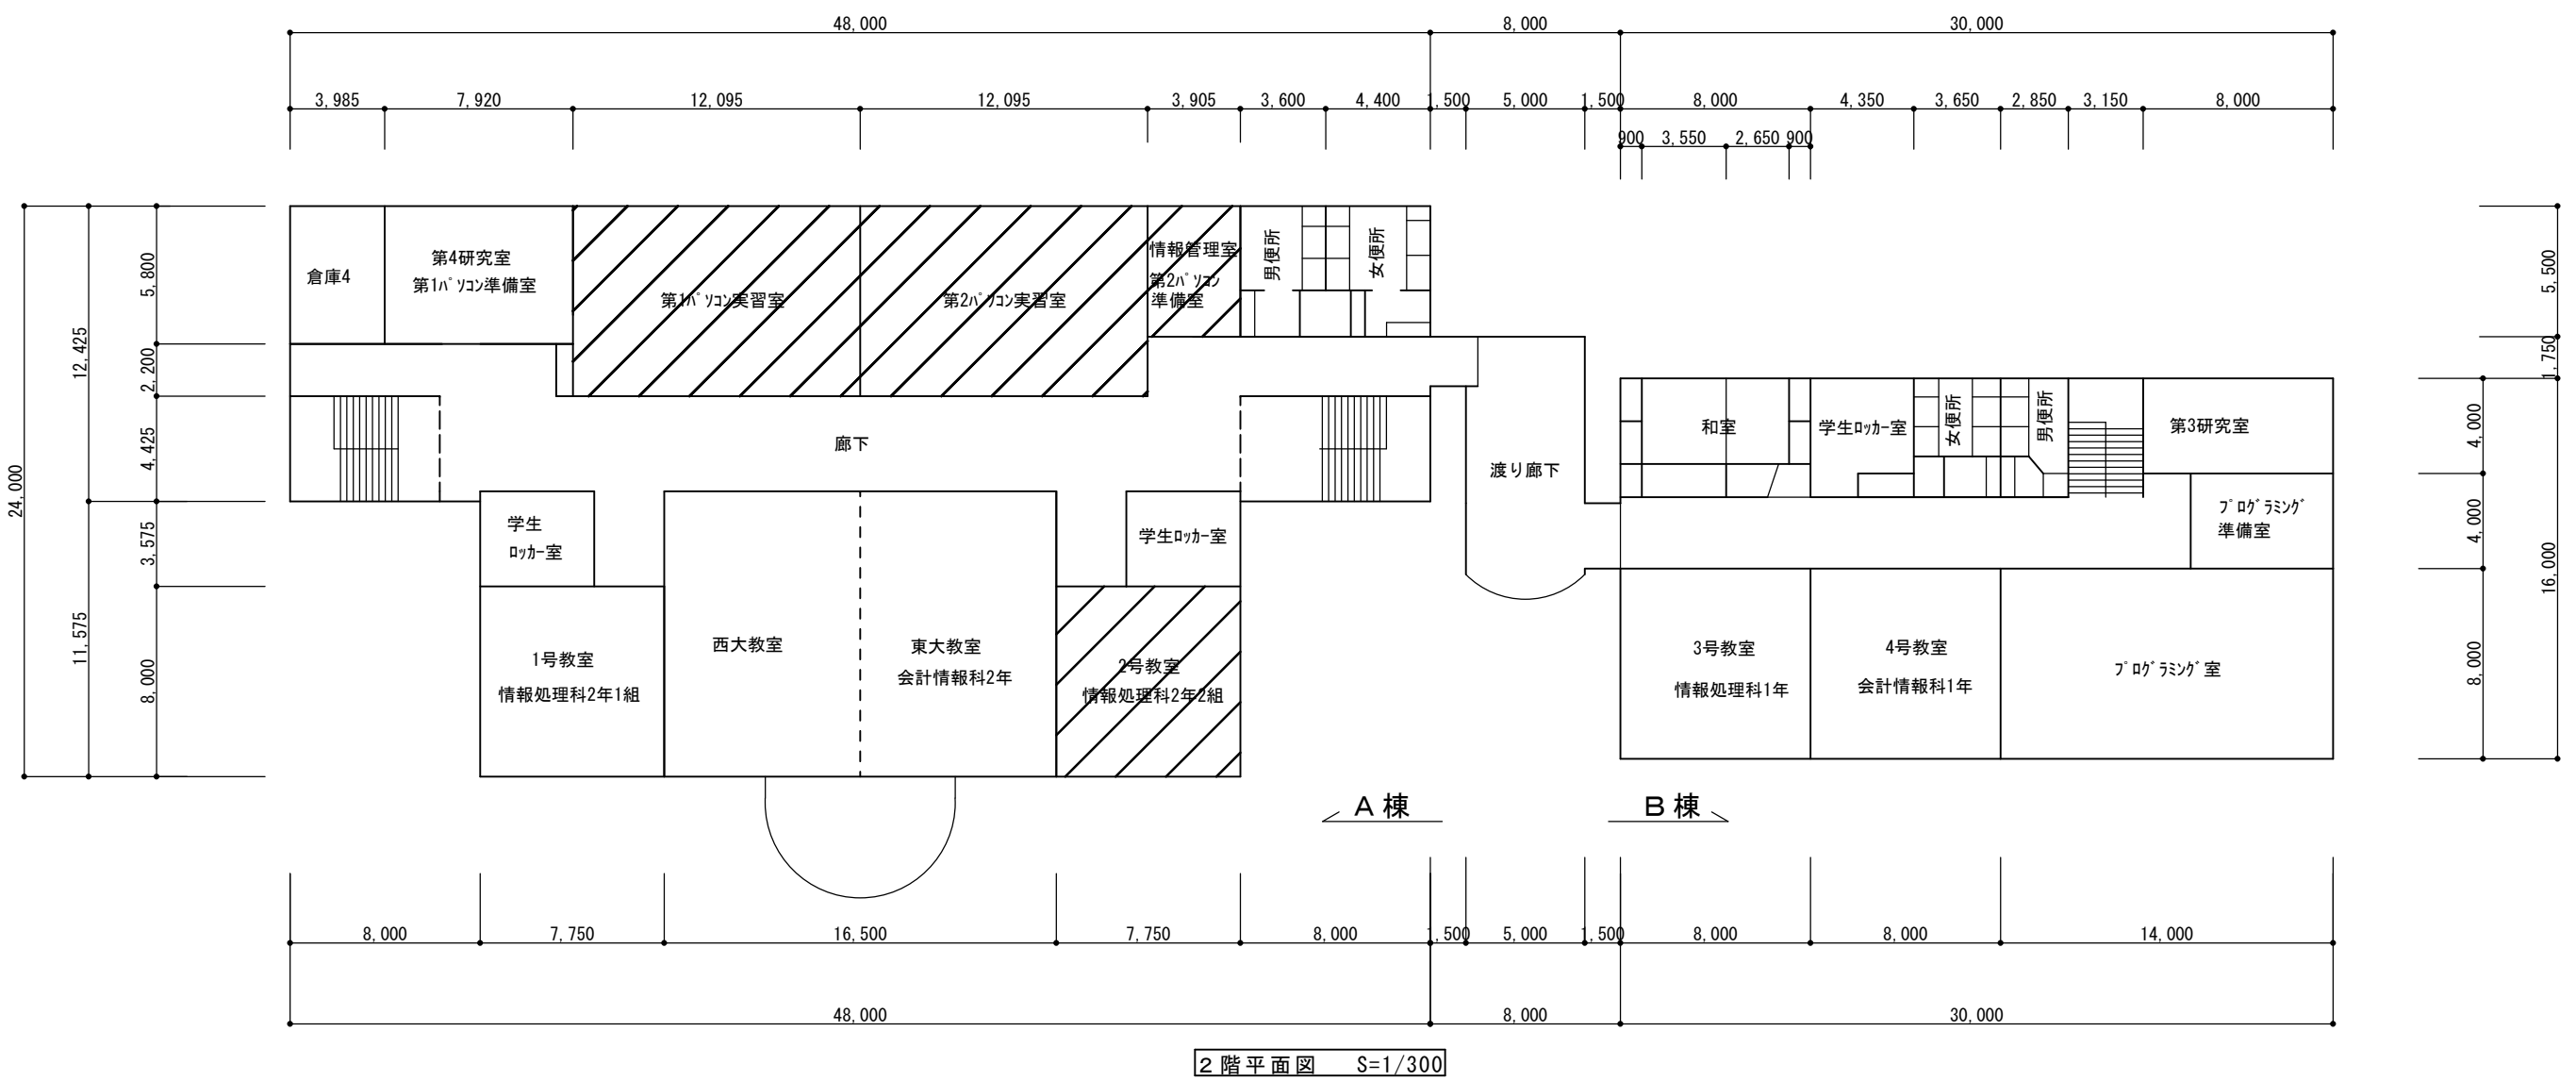 48,000
8,000
30,000
3,985
7,920
12,095
12,095
3,905
3,600
4,400
1,500
5,000
1,500
8,000
4,350
3,650
2,850
3,150
8,000
900
3,550
2,650
900
24,000
12,425
11,575
5,800
2,200
4,425
3,575
8,000
倉庫4
第4研究室
第1パソコン準備室
第1パソコン実習室
第2パソコン実習室
情報管理室
第2パソコン
準備室
男便所
女便所
廊下
渡り廊下
和室
学生ロッカー室
女便所
男便所
第3研究室
プログラミング
準備室
学生
ロッカー室
学生ロッカー室
1号教室
情報処理科2年1組
西大教室
東大教室
会計情報科2年
2号教室
情報処理科2年2組
3号教室
情報処理科1年
4号教室
会計情報科1年
プログラミング室
5,500
1,750
4,000
4,000
8,000
16,000
A棟
B棟
8,000
7,750
16,500
7,750
8,000
1,500
5,000
1,500
8,000
8,000
14,000
48,000
8,000
30,000
2階平面図 S=1/300